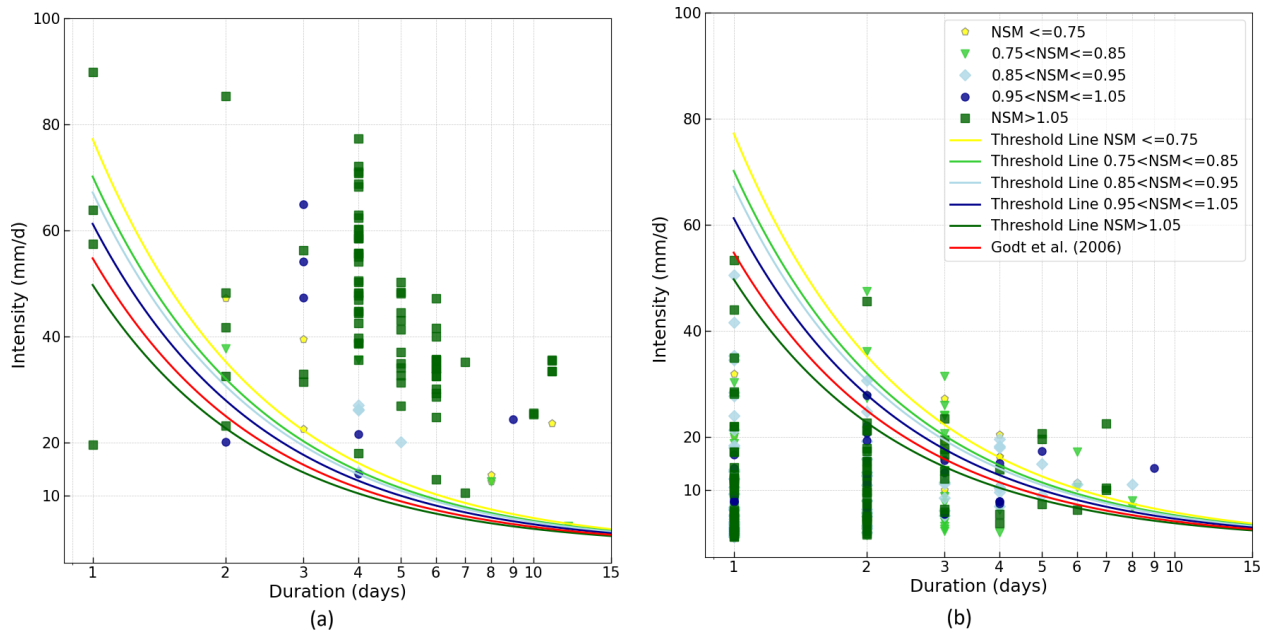 100
80
60
40
20
10
Intensity (mm/d)
1 2 3 4 5 6 7 8 9 10 15
Duration (days)
(a)
100
80
60
40
20
10
Intensity (mm/d)
NSM <=0.75
0.75<NSM<=0.85
0.85<NSM<=0.95
0.95<NSM<=1.05
NSM>1.05
Threshold Line NSM <=0.75
Threshold Line 0.75<NSM<=0.85
Threshold Line 0.85<NSM<=0.95
Threshold Line 0.95<NSM<=1.05
Threshold Line NSM>1.05
Godt et al. (2006)
1 2 3 4 5 6 7 8 9 10 15
Duration (days)
(b)